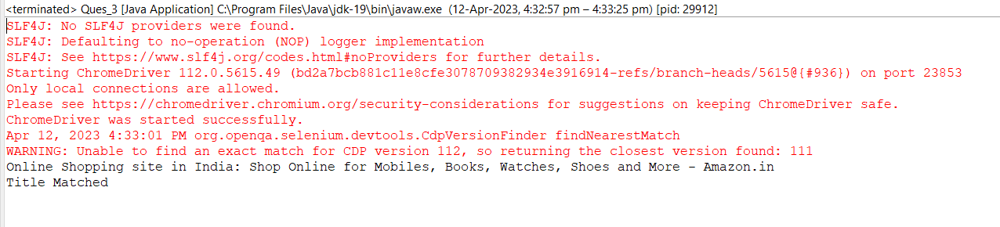 <terminated> Ques_3 [Java Application] C:\Program Files\Java\jdk-19\bin\javaw.exe (12-Apr-2023, 4:32:57 pm – 4:33:25 pm) [pid: 29912]
SLF4J: No SLF4J providers were found.
SLF4J: Defaulting to no-operation (NOP) logger implementation
SLF4J: See https://www.slf4j.org/codes.html#noProviders for further details.
Starting ChromeDriver 112.0.5615.49 (bd2a7bcb881c11e8cfe3078709382934e3916914-refs/branch-heads/5615@{#936}) on port 23853
Only local connections are allowed.
Please see https://chromedriver.chromium.org/security-considerations for suggestions on keeping ChromeDriver safe.
ChromeDriver was started successfully.
Apr 12, 2023 4:33:01 PM org.openqa.selenium.devtools.CdpVersionFinder findNearestMatch
WARNING: Unable to find an exact match for CDP version 112, so returning the closest version found: 111
Online Shopping site in India: Shop Online for Mobiles, Books, Watches, Shoes and More - Amazon.in
Title Matched